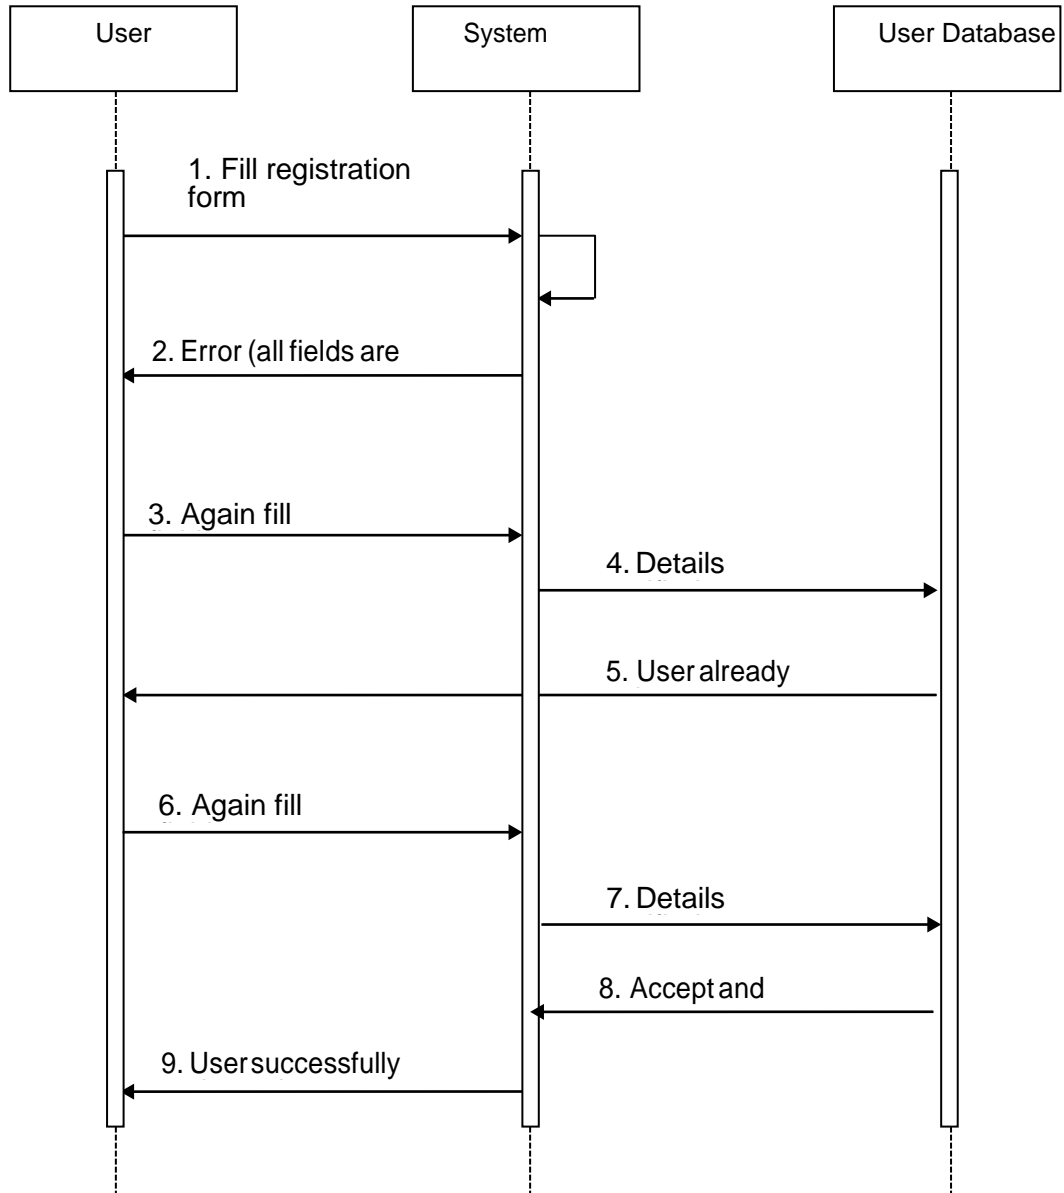 User
System
User Database
1. Fill registration
form
2. Error (all fields are
3. Again fill
4. Details
5. User already
6. Again fill
7. Details
8. Accept and
9. User successfully